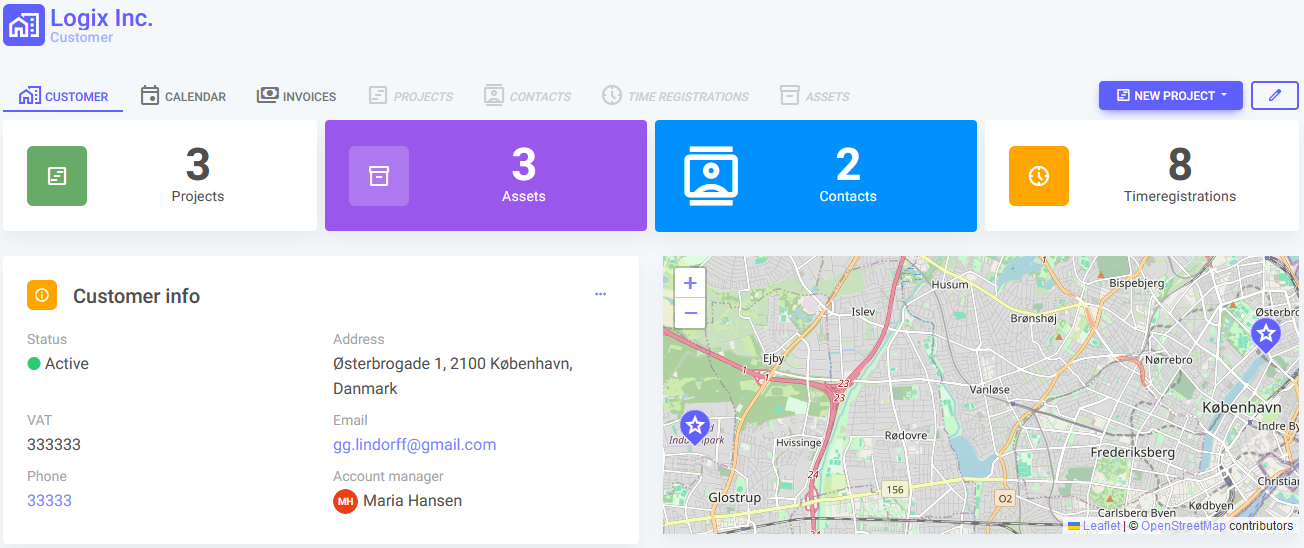 Logix Inc.
Customer
CUSTOMER
CALENDAR
INVOICES
PROJECTS
CONTACTS
TIME REGISTRATIONS
ASSETS
NEW PROJECT
3
Projects
3
Assets
2
Contacts
8
Timeregistrations
Customer info
Status
Active
Address
Østerbrogade 1, 2100 København,
Danmark
VAT
333333
Email
gg.lindorff@gmail.com
Phone
33333
Account manager
MH Maria Hansen
+
−
Husum
Bispebjerg
Islev
Brønshøj
Østerbro
Ejby
Nørrebro
1
1
23
23
Vanløse
København
Hvissinge
Rødovre
Indre By
Frederiksberg
24
156
O2
Glostrup
Christian
Kødbyen
Carlsberg Byen
24
Leaflet | © OpenStreetMap contributors